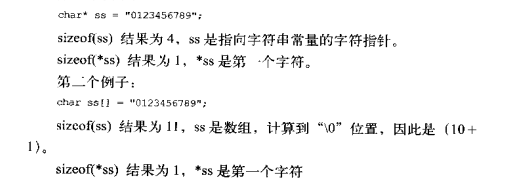 char* ss = "0123456789";
sizeof(ss) 结果为 4，ss 是指向字符串常量的字符指针。
sizeof(*ss) 结果为 1，*ss 是第一个字符。
第二个例子：
char ss[] = "0123456789";
sizeof(ss) 结果为 11，ss 是数组，计算到“\0”位置，因此是（10＋
1）。
sizeof(*ss) 结果为 1，*ss 是第一个字符